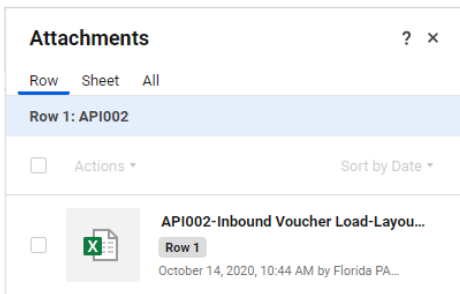 Attachments ? ×
Row Sheet All
Row 1: API002
Actions Sort by Date
API002-Inbound Voucher Load-Layou...
X
Row 1
October 14, 2020, 10:44 AM by Florida PA...